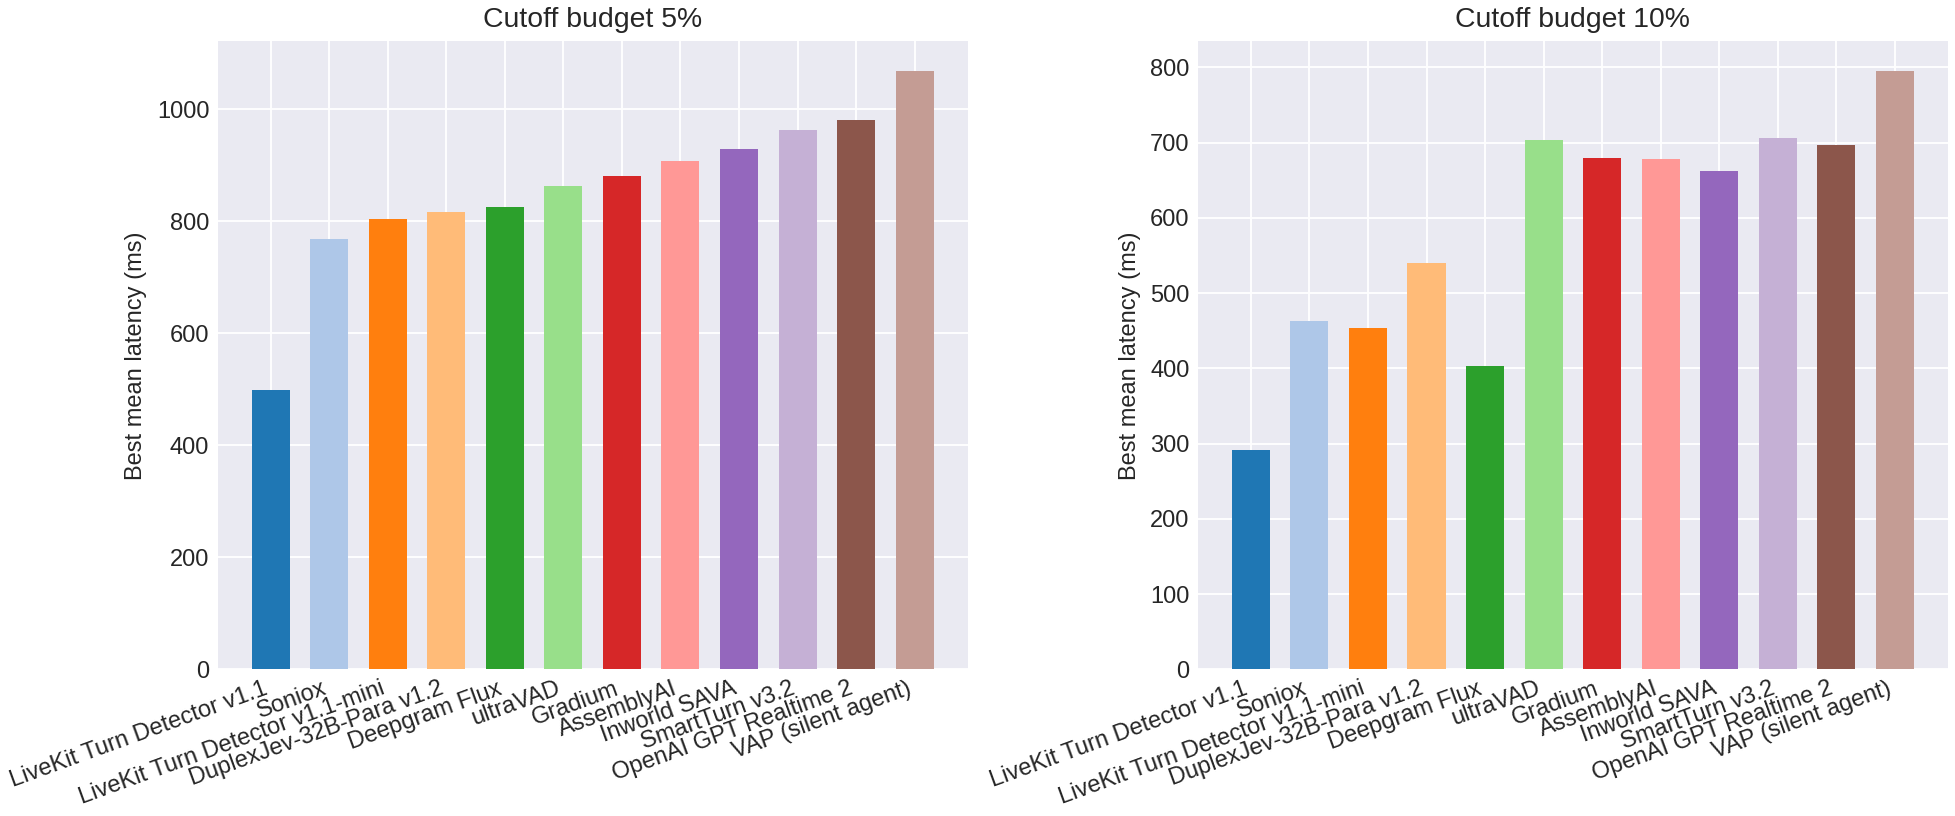 Cutoff budget 5%
Best mean latency (ms)
1000
800
600
400
200
0
LiveKit Turn Detector v1.1
Soniox
LiveKit Turn Detector v1.1-mini
DuplexJev-32B-Para v1.2
Deepgram Flux
ultraVAD
Gradium
AssemblyAI
Inworld SAVA
SmartTurn v3.2
OpenAI GPT Realtime 2
VAP (silent agent)
Cutoff budget 10%
Best mean latency (ms)
800
700
600
500
400
300
200
100
0
LiveKit Turn Detector v1.1
Soniox
LiveKit Turn Detector v1.1-mini
DuplexJev-32B-Para v1.2
Deepgram Flux
ultraVAD
Gradium
AssemblyAI
Inworld SAVA
SmartTurn v3.2
OpenAI GPT Realtime 2
VAP (silent agent)